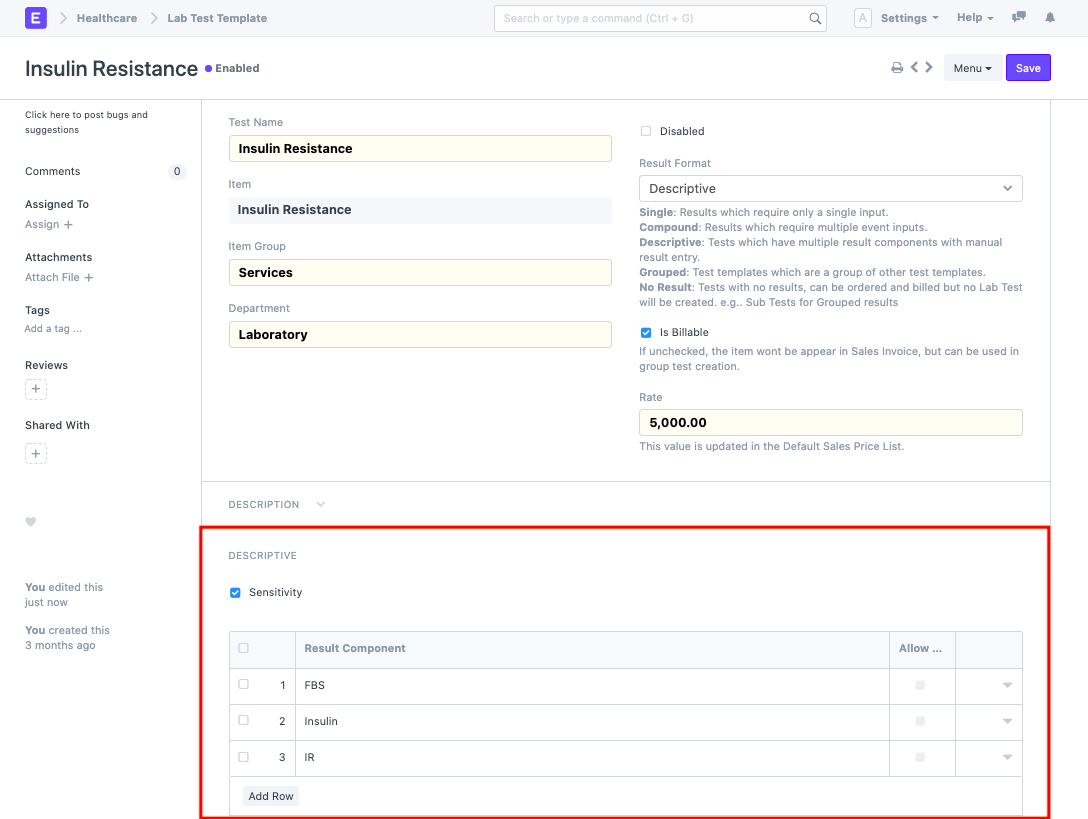 E Healthcare Lab Test Template Search or type a command (Ctrl + G) A Settings Help
Insulin Resistance Enabled Menu Save
Click here to post bugs and
suggestions
Comments 0
Assigned To
Assign +
Attachments
Attach File +
Tags
Add a tag ...
Reviews
+
Shared With
+
You edited this
just now
You created this
3 months ago
Test Name
Insulin Resistance
Item
Insulin Resistance
Item Group
Services
Department
Laboratory
Disabled
Result Format
Descriptive
Single: Results which require only a single input.
Compound: Results which require multiple event inputs.
Descriptive: Tests which have multiple result components with manual
result entry.
Grouped: Test templates which are a group of other test templates.
No Result: Tests with no results, can be ordered and billed but no Lab Test
will be created. e.g.. Sub Tests for Grouped results
Is Billable
If unchecked, the item wont be appear in Sales Invoice, but can be used in
group test creation.
Rate
5,000.00
This value is updated in the Default Sales Price List.
DESCRIPTION
DESCRIPTIVE
Sensitivity
Result Component Allow ...
1 FBS
2 Insulin
3 IR
Add Row